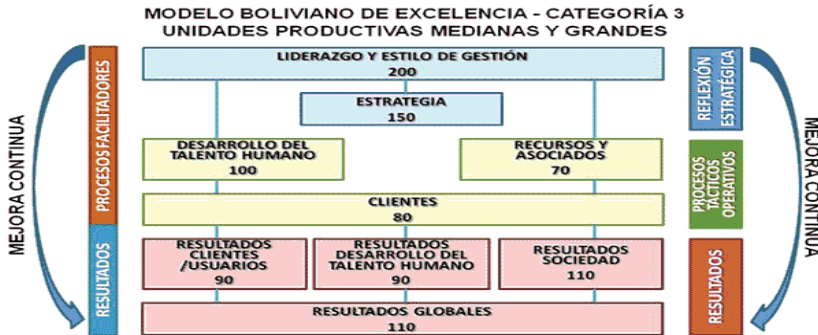 MODELO BOLIVIANO DE EXCELENCIA - CATEGORÍA 3
UNIDADES PRODUCTIVAS MEDIANAS Y GRANDES
MEJORA CONTINUA
PROCESOS FACILITADORES
RESULTADOS
LIDERAZGO Y ESTILO DE GESTIÓN
200
ESTRATEGIA
150
DESARROLLO DEL
TALENTO HUMANO
100
RECURSOS Y
ASOCIADOS
70
CLIENTES
80
RESULTADOS
CLIENTES
/USUARIOS
90
RESULTADOS
DESARROLLO DEL
TALENTO HUMANO
90
RESULTADOS
SOCIEDAD
110
RESULTADOS GLOBALES
110
REFLEXIÓN
ESTRATÉGICA
PROCESOS
TÁCTICOS
OPERATIVOS
RESULTADOS
MEJORA CONTINUA